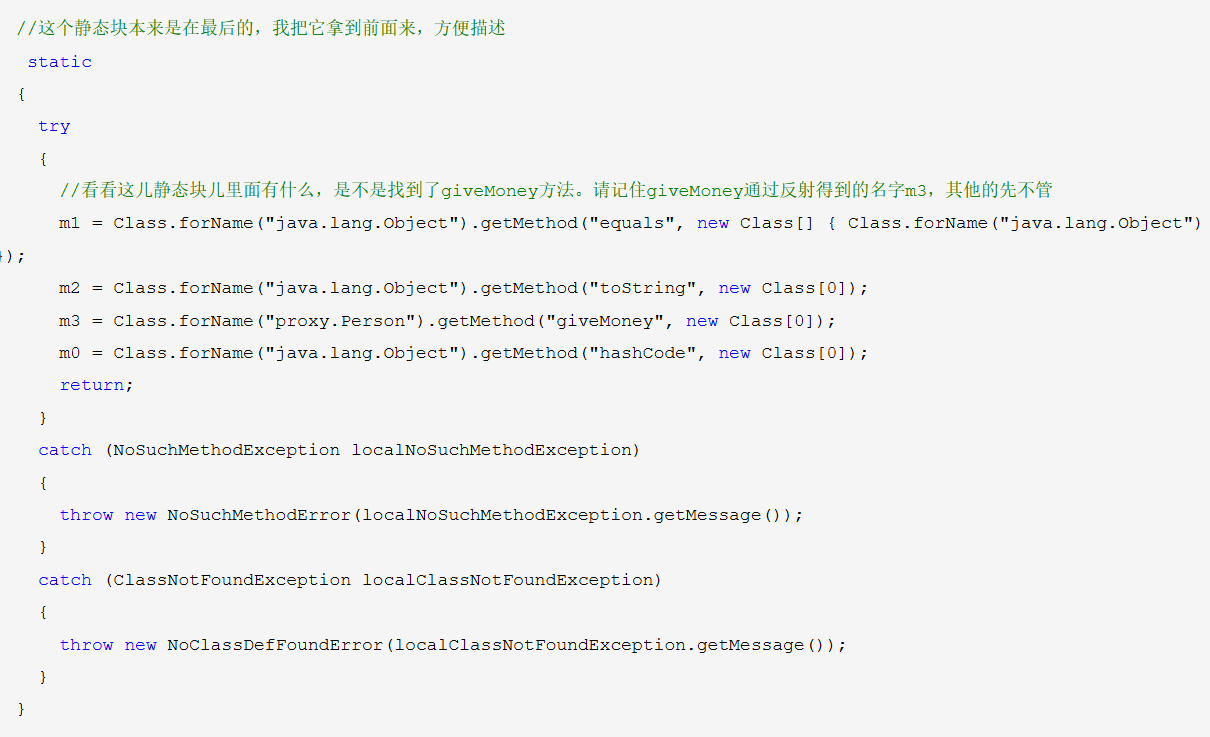 //这个静态块本来是在最后的，我把它拿到前面来，方便描述
static
{
try
{
//看看这儿静态块儿里面有什么，是不是找到了giveMoney方法。请记住giveMoney通过反射得到的名字m3，其他的先不管
m1 = Class.forName("java.lang.Object").getMethod("equals", new Class[] { Class.forName("java.lang.Object")
});
m2 = Class.forName("java.lang.Object").getMethod("toString", new Class[0]);
m3 = Class.forName("proxy.Person").getMethod("giveMoney", new Class[0]);
m0 = Class.forName("java.lang.Object").getMethod("hashCode", new Class[0]);
return;
}
catch (NoSuchMethodException localNoSuchMethodException)
{
throw new NoSuchMethodError(localNoSuchMethodException.getMessage());
}
catch (ClassNotFoundException localClassNotFoundException)
{
throw new NoClassDefFoundError(localClassNotFoundException.getMessage());
}
}